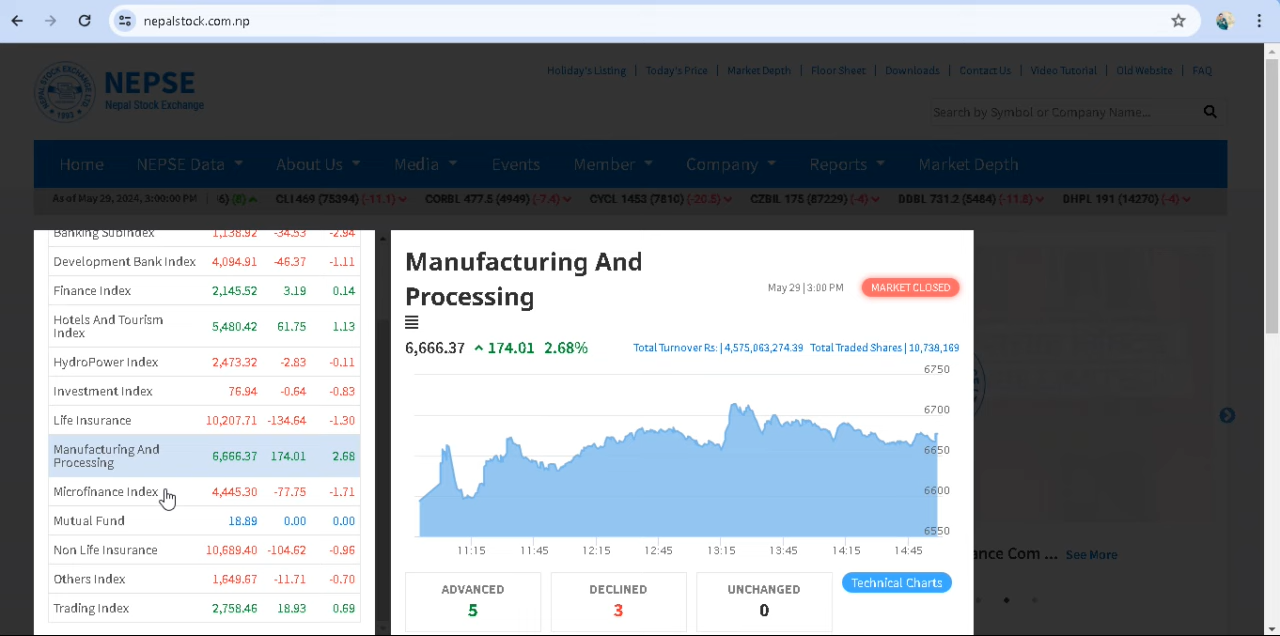 nepalstock.com.np
NEPSE
Nepal Stock Exchange
Holiday's Listing | Today's Price | Market Depth | Floor Sheet | Downloads | Contact Us | Video Tutorial | Old Website | FAQ
Search by Symbol or Company Name...
Home NEPSE Data About Us Media Events Member Company Reports Market Depth
As of May 29, 2024, 3:00:00 PM | (8) CLI 469 (75394) (-11.1) CORBL 477.5 (4949) (-7.4) CYCL 1453 (7810) (-20.5) CZBIL 175 (87229) (-4) DDBL 731.2 (5484) (-11.8) DHPL 191 (14270) (-4)
Banking SubIndex 1,138.92 -34.53 -2.94
Development Bank Index 4,094.91 -46.37 -1.11
Finance Index 2,145.52 3.19 0.14
Hotels And Tourism
Index 5,480.42 61.75 1.13
HydroPower Index 2,473.32 -2.83 -0.11
Investment Index 76.94 -0.64 -0.83
Life Insurance 10,207.71 -134.64 -1.30
Manufacturing And
Processing 6,666.37 174.01 2.68
Microfinance Index 4,445.30 -77.75 -1.71
Mutual Fund 18.89 0.00 0.00
Non Life Insurance 10,689.40 -104.62 -0.96
Others Index 1,649.67 -11.71 -0.70
Trading Index 2,758.46 18.93 0.69
Manufacturing And
Processing
May 29 | 3:00 PM MARKET CLOSED
6,666.37 174.01 2.68%
Total Turnover Rs: | 4,575,063,274.39 Total Traded Shares | 10,738,169
6750
6700
6650
6600
6550
11:15 11:45 12:15 12:45 13:15 13:45 14:15 14:45
ADVANCED
5
DECLINED
3
UNCHANGED
0
Technical Charts
nce Com ... See More